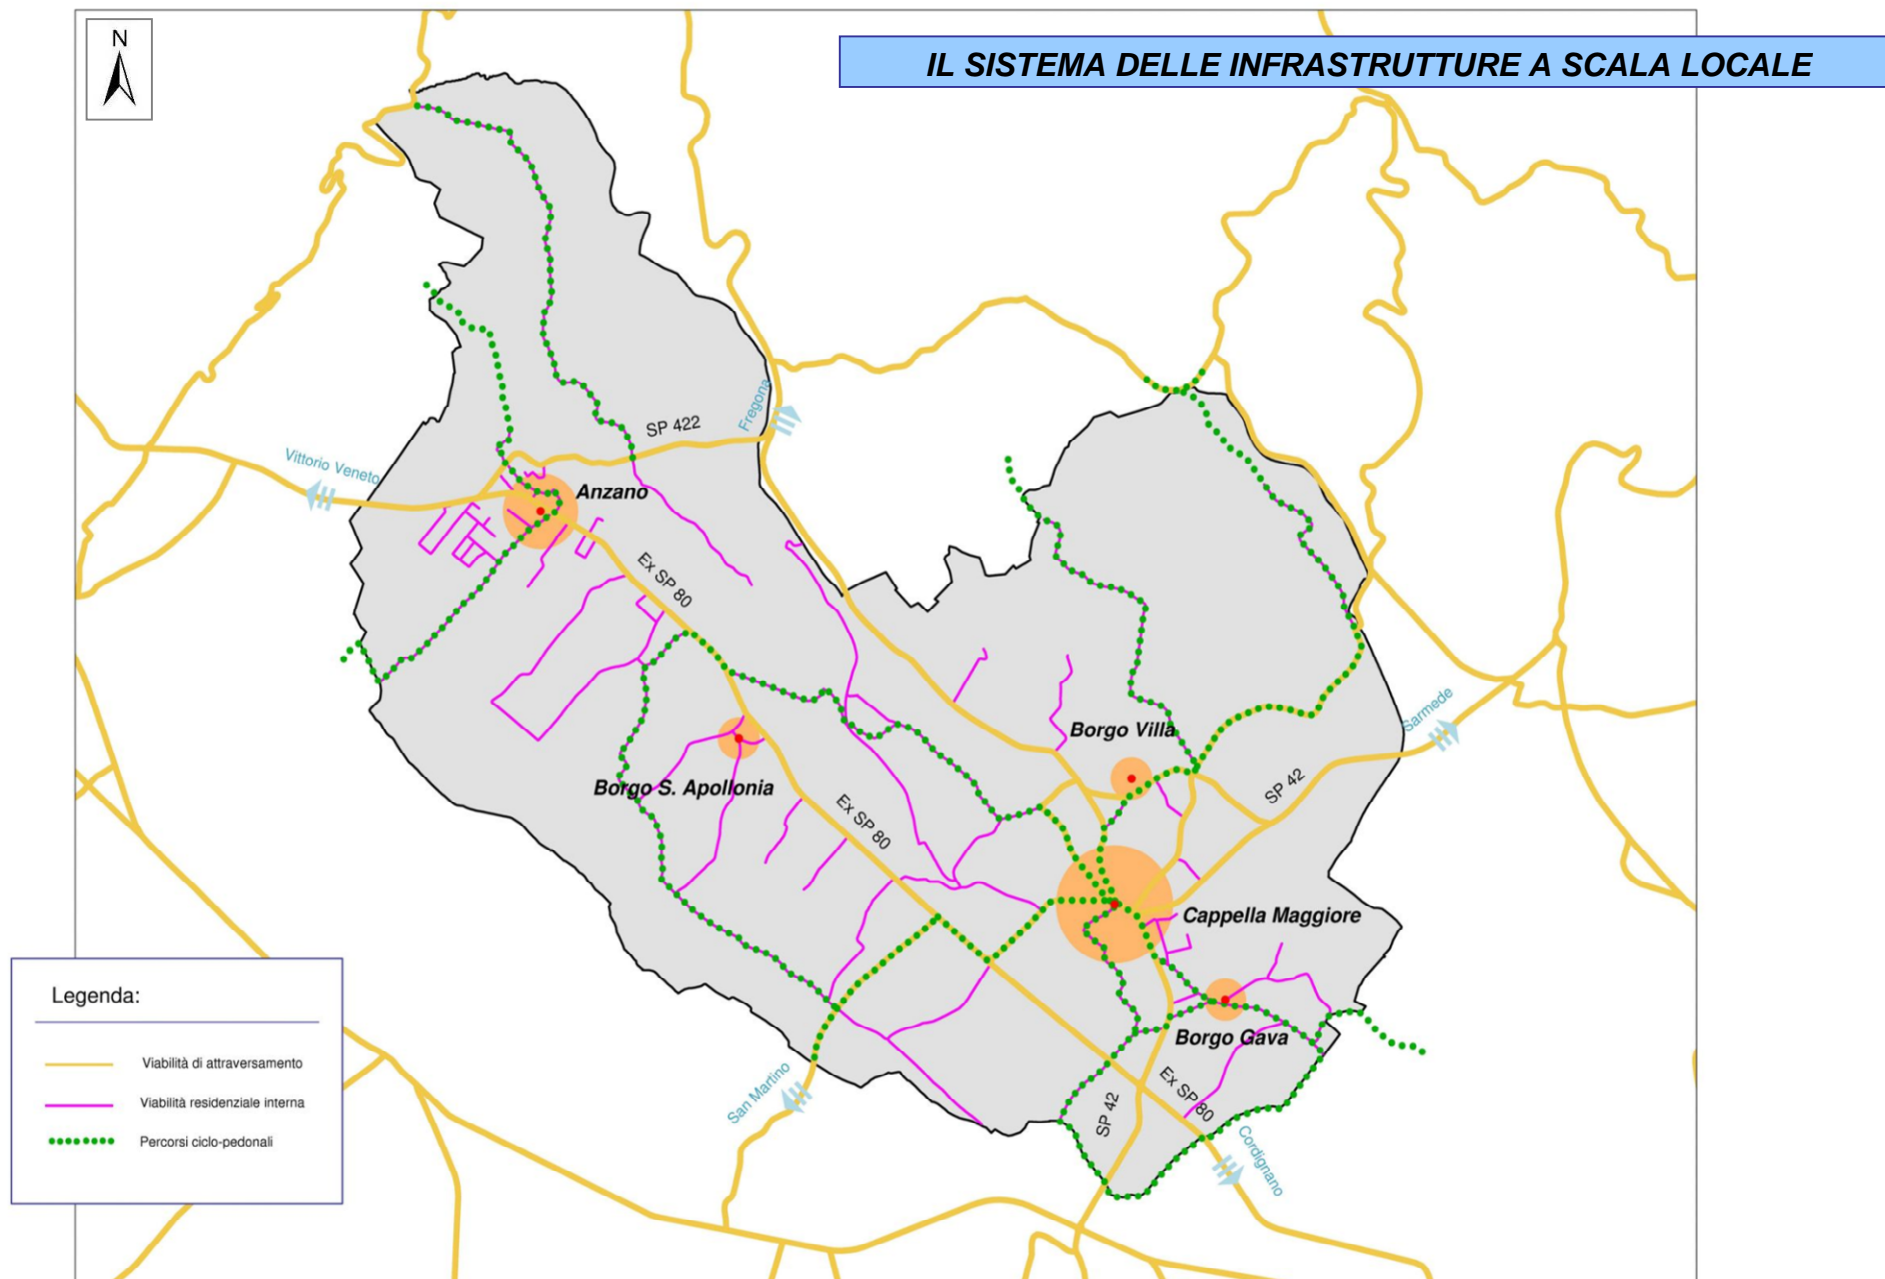 N
IL SISTEMA DELLE INFRASTRUTTURE A SCALA LOCALE
Fregona
SP 422
Vittorio Veneto
Anzano
Ex SP 80
Sarmede
Borgo Villa
SP 42
Borgo S. Apollonia
Ex SP 80
Cappella Maggiore
Legenda:
Borgo Gava
Viabilità di attraversamento
San Martino
Ex SP 80
Viabilità residenziale interna
SP 42
Percorsi ciclo-pedonali
Cordignano